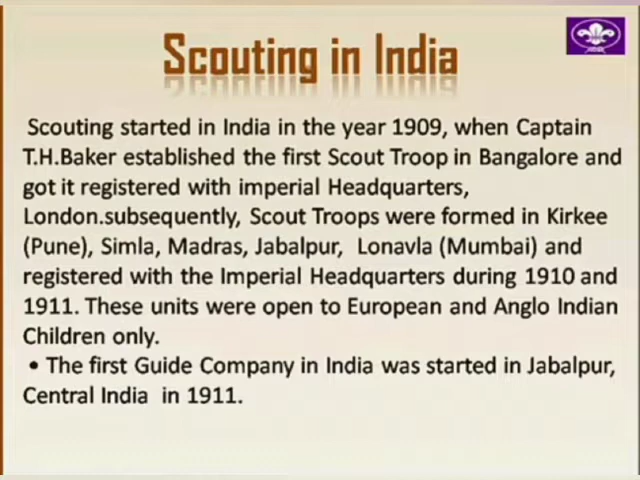 Scouting in India
Scouting started in India in the year 1909, when Captain
T.H.Baker established the first Scout Troop in Bangalore and
got it registered with imperial Headquarters,
London.subsequently, Scout Troops were formed in Kirkee
(Pune), Simla, Madras, Jabalpur, Lonavla (Mumbai) and
registered with the Imperial Headquarters during 1910 and
1911. These units were open to European and Anglo Indian
Children only.
• The first Guide Company in India was started in Jabalpur,
Central India in 1911.